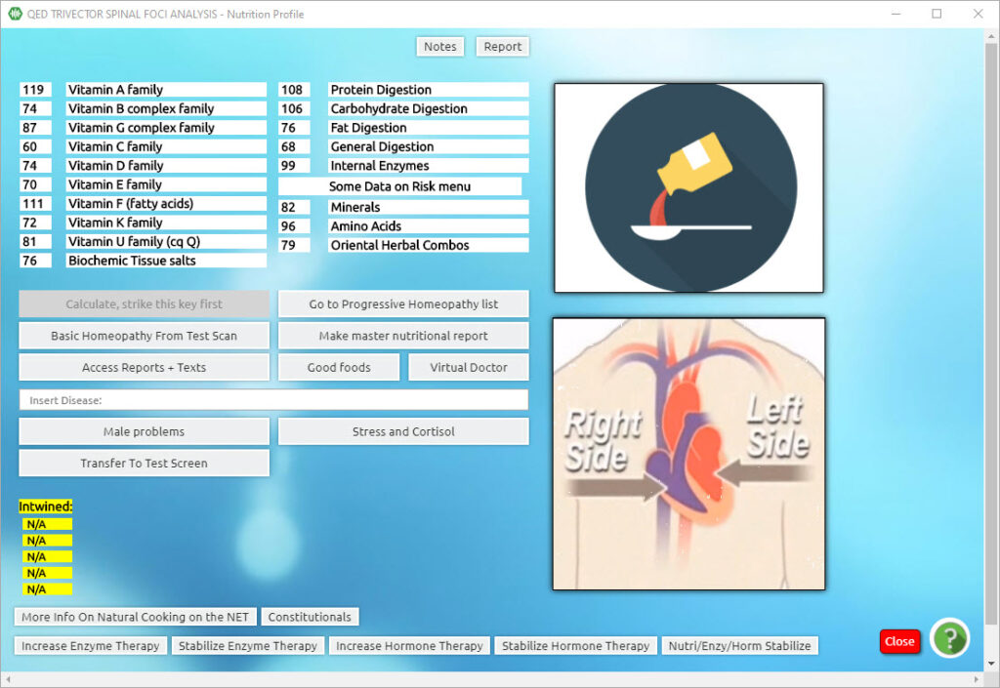 QED TRIVECTOR SPINAL FOCI ANALYSIS - Nutrition Profile
Notes Report
119 Vitamin A family
74 Vitamin B complex family
87 Vitamin G complex family
60 Vitamin C family
74 Vitamin D family
70 Vitamin E family
111 Vitamin F (fatty acids)
72 Vitamin K family
81 Vitamin U family (cq Q)
76 Biochemic Tissue salts
108 Protein Digestion
106 Carbohydrate Digestion
76 Fat Digestion
68 General Digestion
99 Internal Enzymes
Some Data on Risk menu
82 Minerals
96 Amino Acids
79 Oriental Herbal Combos
Calculate, strike this key first
Go to Progressive Homeopathy list
Basic Homeopathy From Test Scan
Make master nutritional report
Access Reports + Texts
Good foods
Virtual Doctor
Insert Disease:
Male problems
Stress and Cortisol
Transfer To Test Screen
Right
Side
Left
Side
Intwined:
N/A
N/A
N/A
N/A
N/A
More Info On Natural Cooking on the NET
Constitutionals
Increase Enzyme Therapy
Stabilize Enzyme Therapy
Increase Hormone Therapy
Stabilize Hormone Therapy
Nutri/Enzy/Horm Stabilize
Close
?